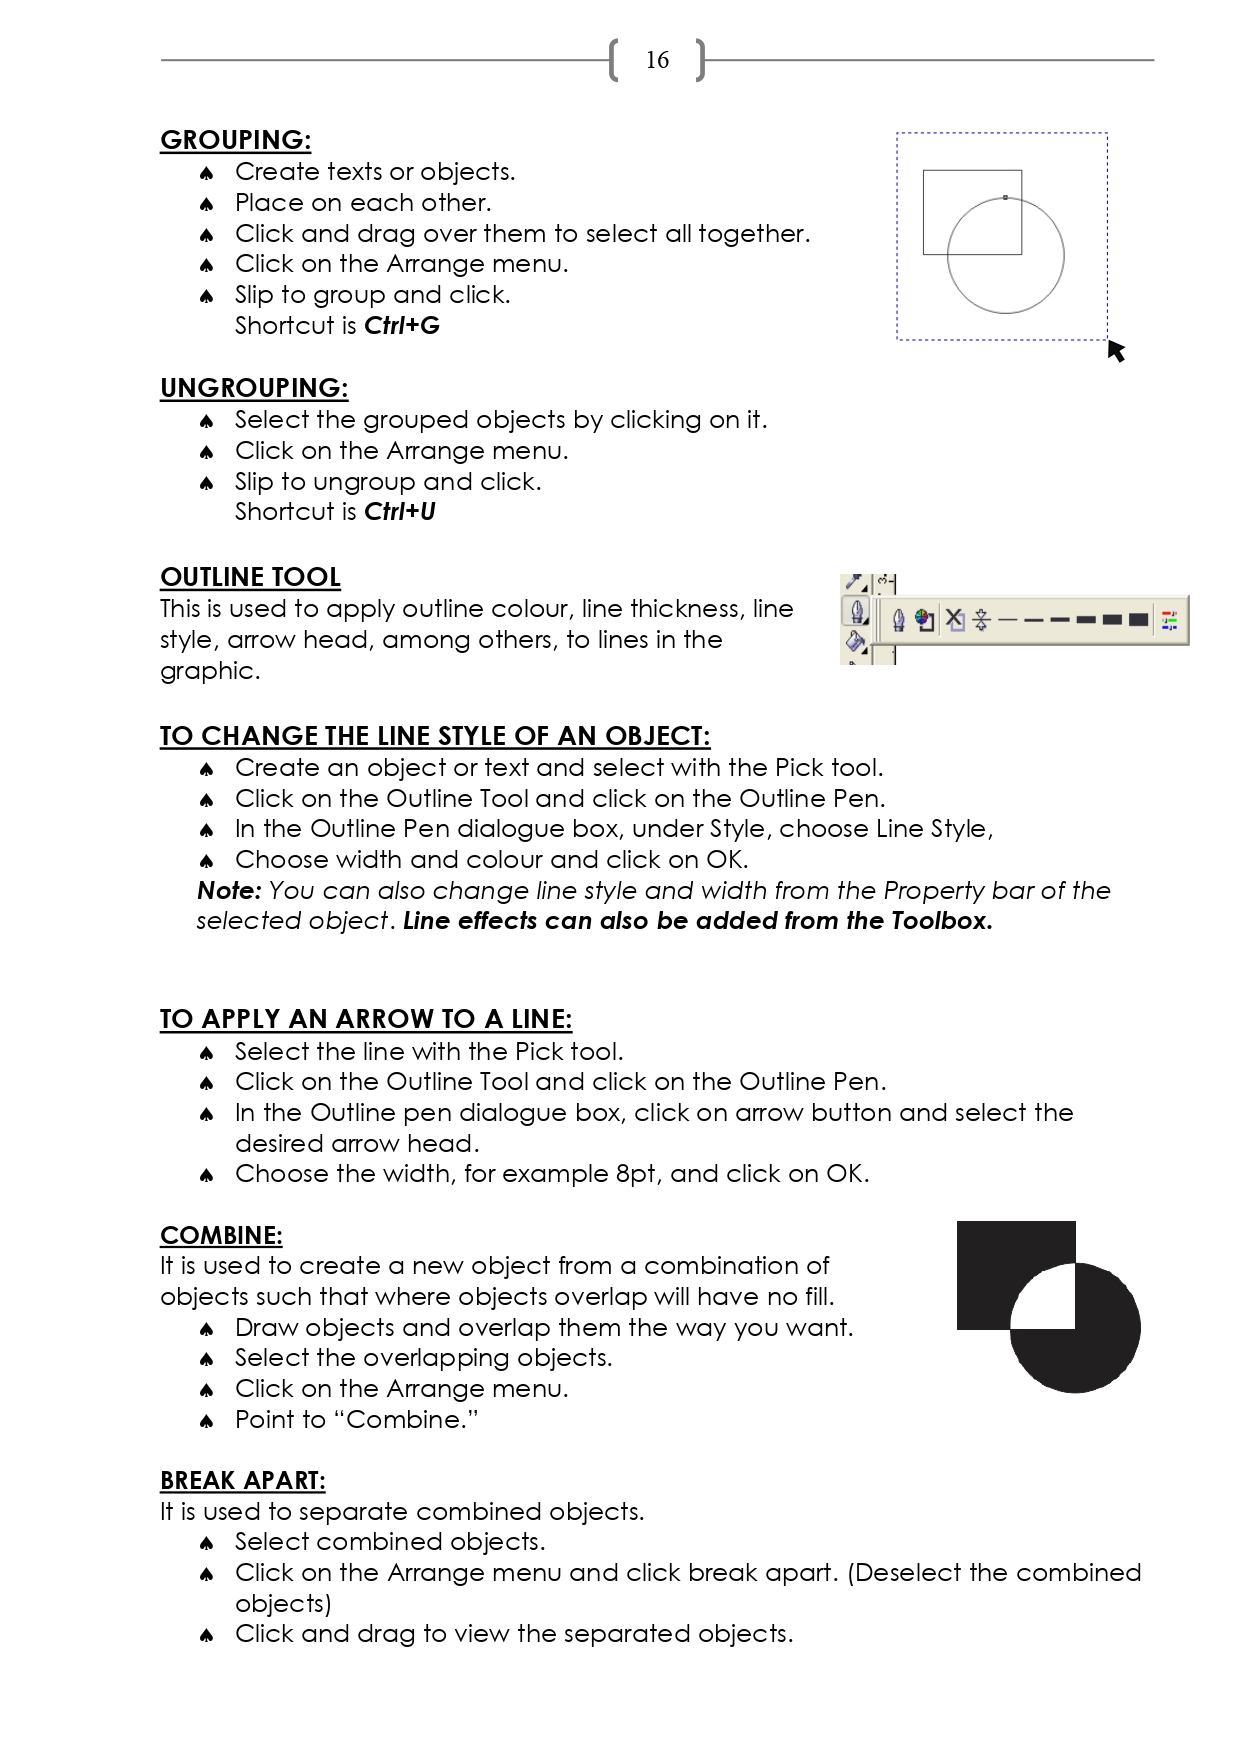 16
GROUPING:
♠ Create texts or objects.
♠ Place on each other.
♠ Click and drag over them to select all together.
♠ Click on the Arrange menu.
♠ Slip to group and click.
Shortcut is Ctrl+G
UNGROUPING:
♠ Select the grouped objects by clicking on it.
♠ Click on the Arrange menu.
♠ Slip to ungroup and click.
Shortcut is Ctrl+U
OUTLINE TOOL
This is used to apply outline colour, line thickness, line
style, arrow head, among others, to lines in the
graphic.
TO CHANGE THE LINE STYLE OF AN OBJECT:
♠ Create an object or text and select with the Pick tool.
♠ Click on the Outline Tool and click on the Outline Pen.
♠ In the Outline Pen dialogue box, under Style, choose Line Style,
♠ Choose width and colour and click on OK.
Note: You can also change line style and width from the Property bar of the
selected object. Line effects can also be added from the Toolbox.
TO APPLY AN ARROW TO A LINE:
♠ Select the line with the Pick tool.
♠ Click on the Outline Tool and click on the Outline Pen.
♠ In the Outline pen dialogue box, click on arrow button and select the
desired arrow head.
♠ Choose the width, for example 8pt, and click on OK.
COMBINE:
It is used to create a new object from a combination of
objects such that where objects overlap will have no fill.
♠ Draw objects and overlap them the way you want.
♠ Select the overlapping objects.
♠ Click on the Arrange menu.
♠ Point to “Combine.”
BREAK APART:
It is used to separate combined objects.
♠ Select combined objects.
♠ Click on the Arrange menu and click break apart. (Deselect the combined
objects)
♠ Click and drag to view the separated objects.